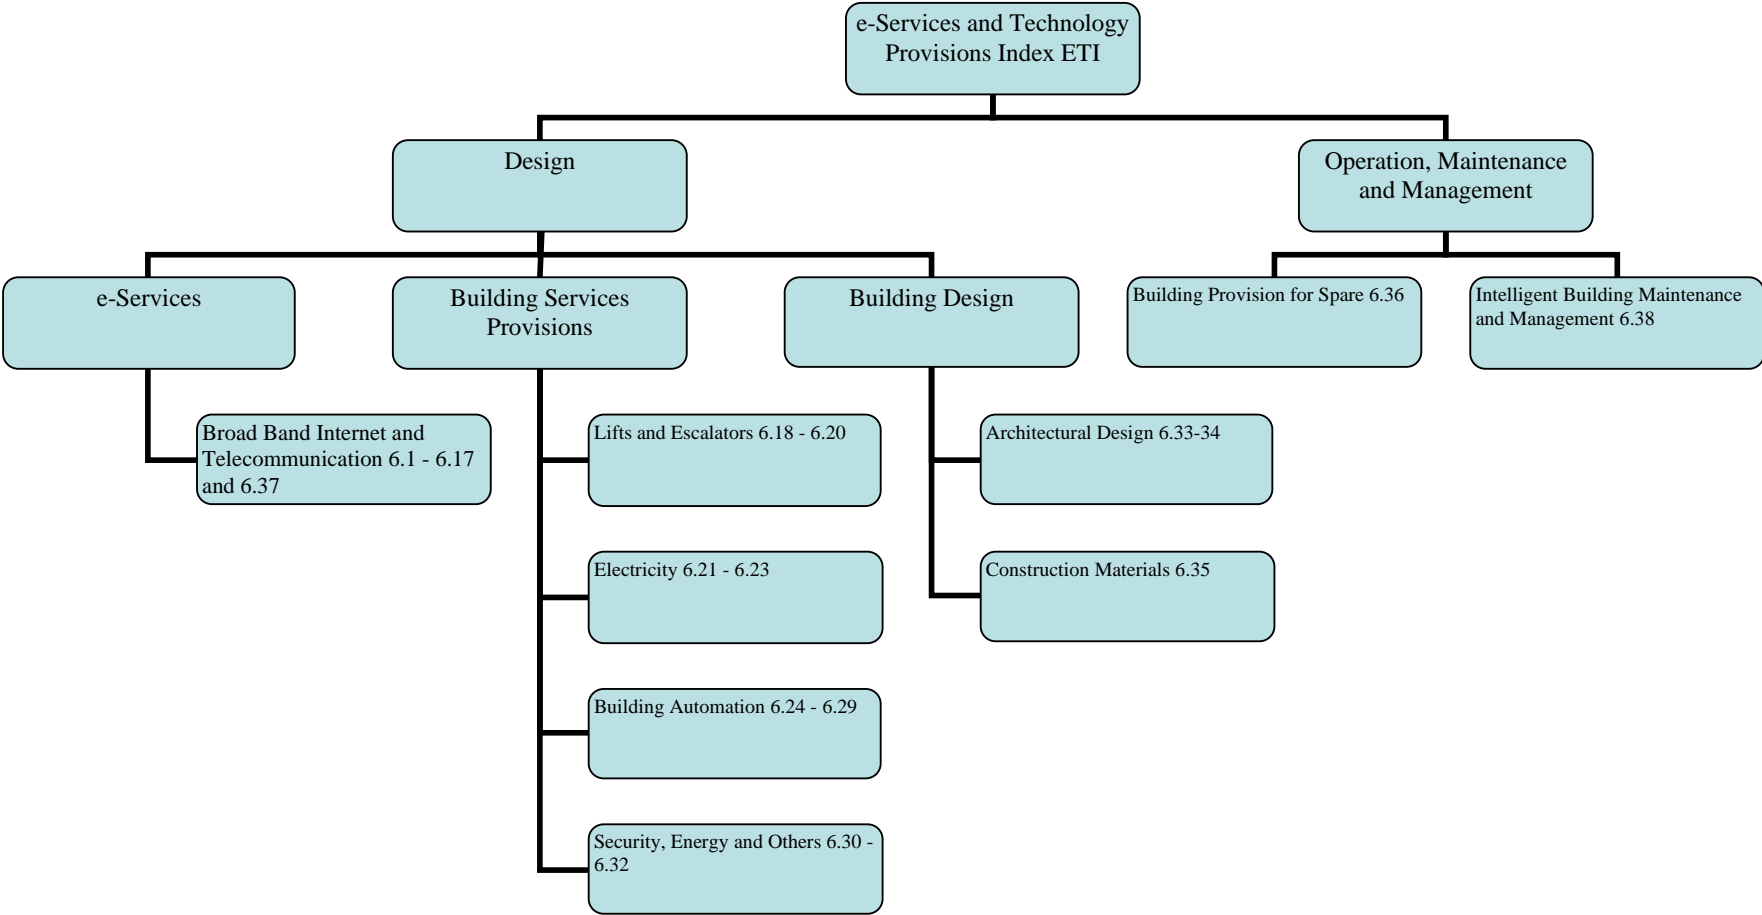 e-Services and Technology
Provisions Index ETI
Design
Operation, Maintenance
and Management
e-Services
Building Services
Provisions
Building Design
Building Provision for Spare 6.36
Intelligent Building Maintenance
and Management 6.38
Broad Band Internet and
Telecommunication 6.1 - 6.17
and 6.37
Lifts and Escalators 6.18 - 6.20
Architectural Design 6.33-34
Electricity 6.21 - 6.23
Construction Materials 6.35
Building Automation 6.24 - 6.29
Security, Energy and Others 6.30 -
6.32